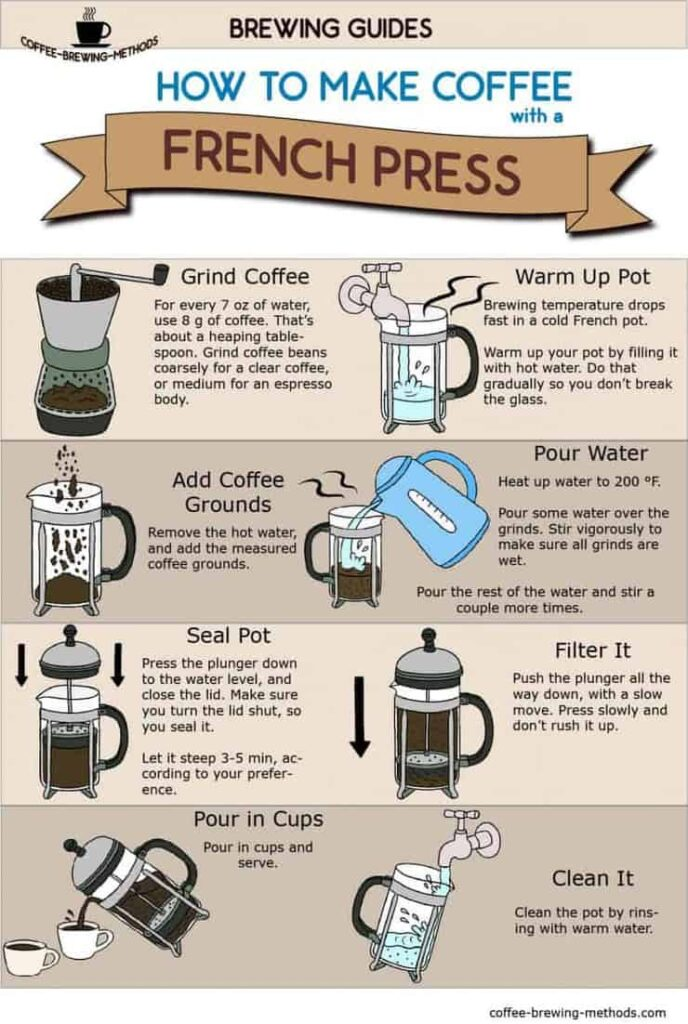 COFFEE-BREWING-METHODS
BREWING GUIDES
HOW TO MAKE COFFEE
with a
FRENCH PRESS
Grind Coffee
For every 7 oz of water,
use 8 g of coffee. That's
about a heaping table-
spoon. Grind coffee beans
coarsely for a clear coffee,
or medium for an espresso
body.
Warm Up Pot
Brewing temperature drops
fast in a cold French pot.
Warm up your pot by filling it
with hot water. Do that
gradually so you don't break
the glass.
Add Coffee
Grounds
Remove the hot water,
and add the measured
coffee grounds.
Pour Water
Heat up water to 200 °F.
Pour some water over the
grinds. Stir vigorously to
make sure all grinds are
wet.
Pour the rest of the water and stir a
couple more times.
Seal Pot
Press the plunger down
to the water level, and
close the lid. Make sure
you turn the lid shut, so
you seal it.
Let it steep 3-5 min, ac-
cording to your prefer-
ence.
Filter It
Push the plunger all the
way down, with a slow
move. Press slowly and
don't rush it up.
Pour in Cups
Pour in cups and
serve.
Clean It
Clean the pot by rins-
ing with warm water.
coffee-brewing-methods.com